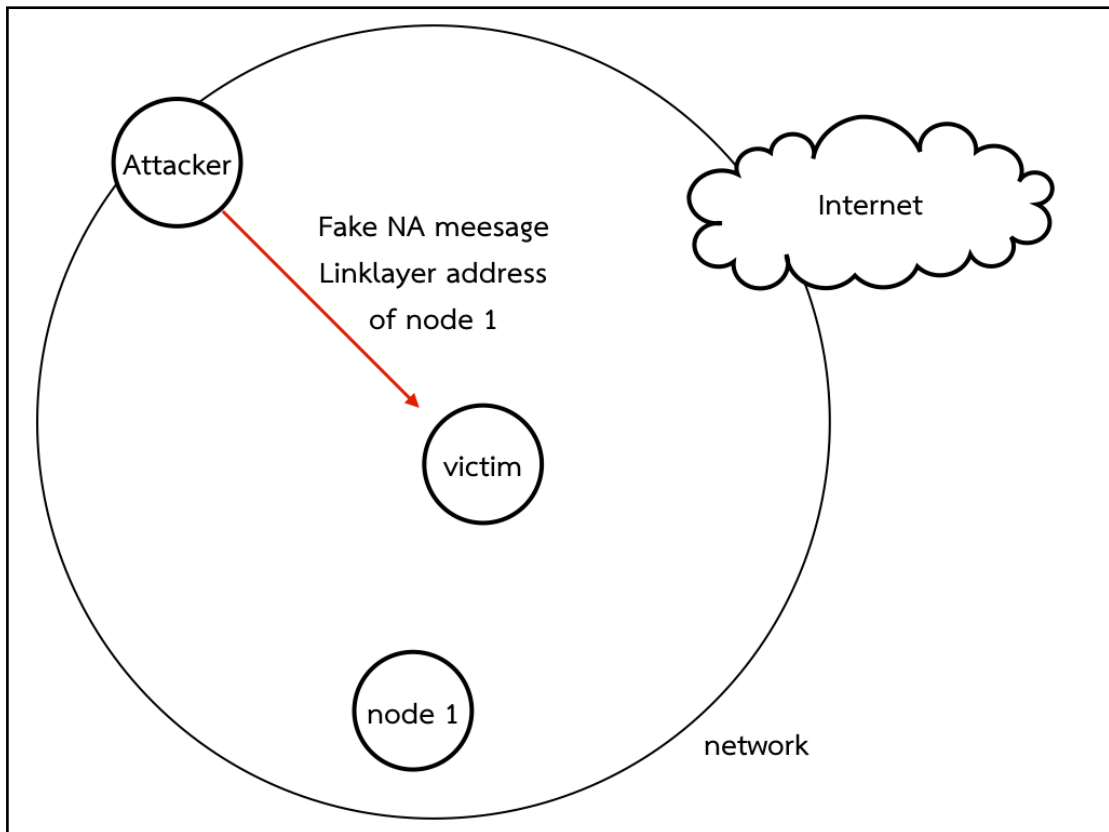 Attacker
Fake NA meesage
Linklayer address
of node 1
Internet
victim
node 1
network